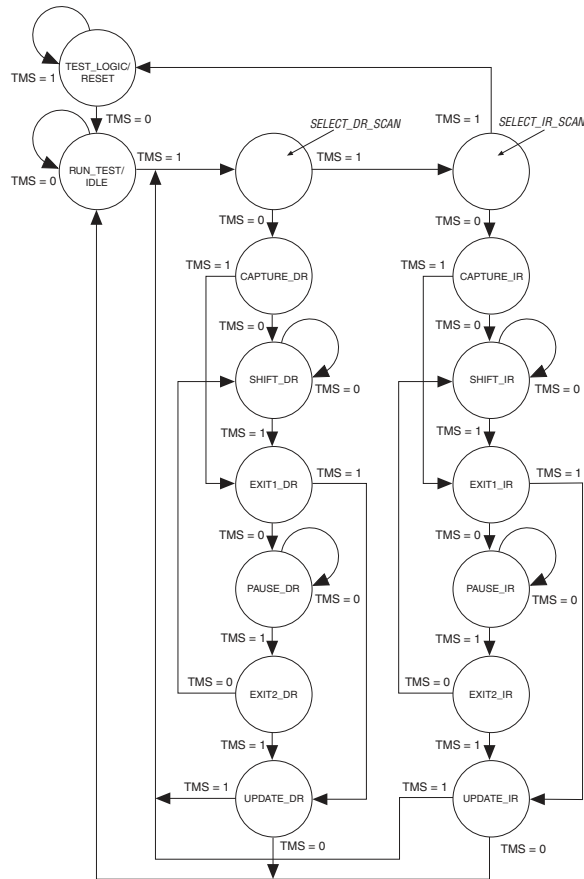 TEST_LOGIC/
RESET
TMS = 1
TMS = 0
SELECT_DR_SCAN
TMS = 1
SELECT_IR_SCAN
RUN_TEST/
IDLE
TMS = 0
TMS = 1
TMS = 1
TMS = 0
TMS = 0
TMS = 1
CAPTURE_DR
TMS = 1
CAPTURE_IR
TMS = 0
TMS = 0
SHIFT_DR
TMS = 0
SHIFT_IR
TMS = 0
TMS = 1
TMS = 1
EXIT1_DR
TMS = 1
EXIT1_IR
TMS = 1
TMS = 0
TMS = 0
PAUSE_DR
TMS = 0
PAUSE_IR
TMS = 0
TMS = 1
TMS = 1
TMS = 0
EXIT2_DR
TMS = 0
EXIT2_IR
TMS = 1
TMS = 1
TMS = 1
UPDATE_DR
TMS = 1
UPDATE_IR
TMS = 0
TMS = 0